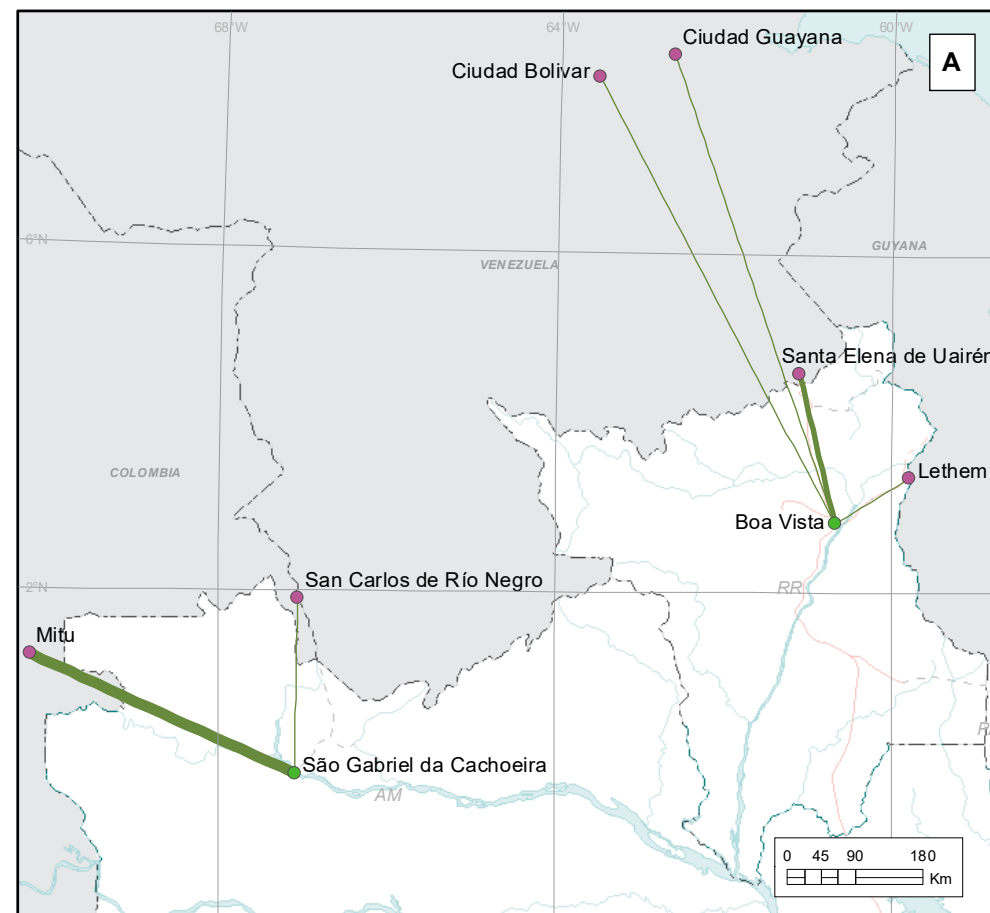 68°W
64°W
60°W
Ciudad Guayana
A
Ciudad Bolivar
6°N
GUYANA
VENEZUELA
Santa Elena de Uairén
COLOMBIA
Lethem
Boa Vista
San Carlos de Río Negro
2°N
RR
Mitu
São Gabriel da Cachoeira
AM
0 45 90 180
Km